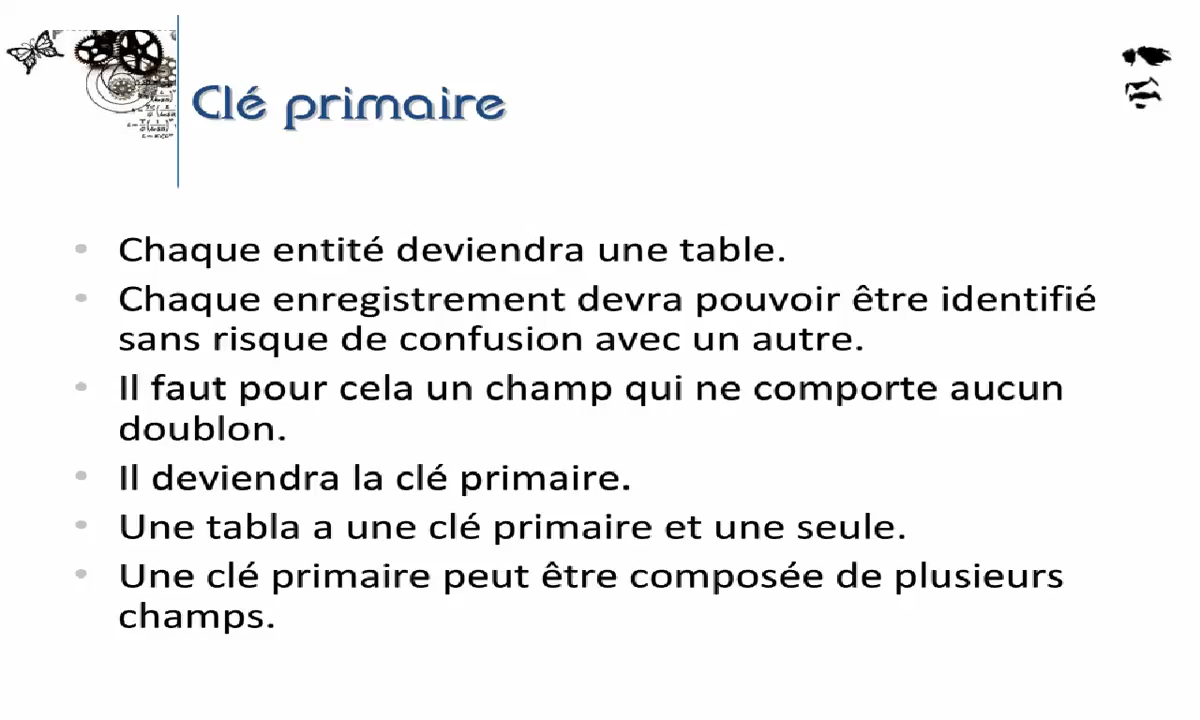 Clé primaire
• Chaque entité deviendra une table.
• Chaque enregistrement devra pouvoir être identifié
sans risque de confusion avec un autre.
• Il faut pour cela un champ qui ne comporte aucun
doublon.
• Il deviendra la clé primaire.
• Une tabla a une clé primaire et une seule.
• Une clé primaire peut être composée de plusieurs
champs.